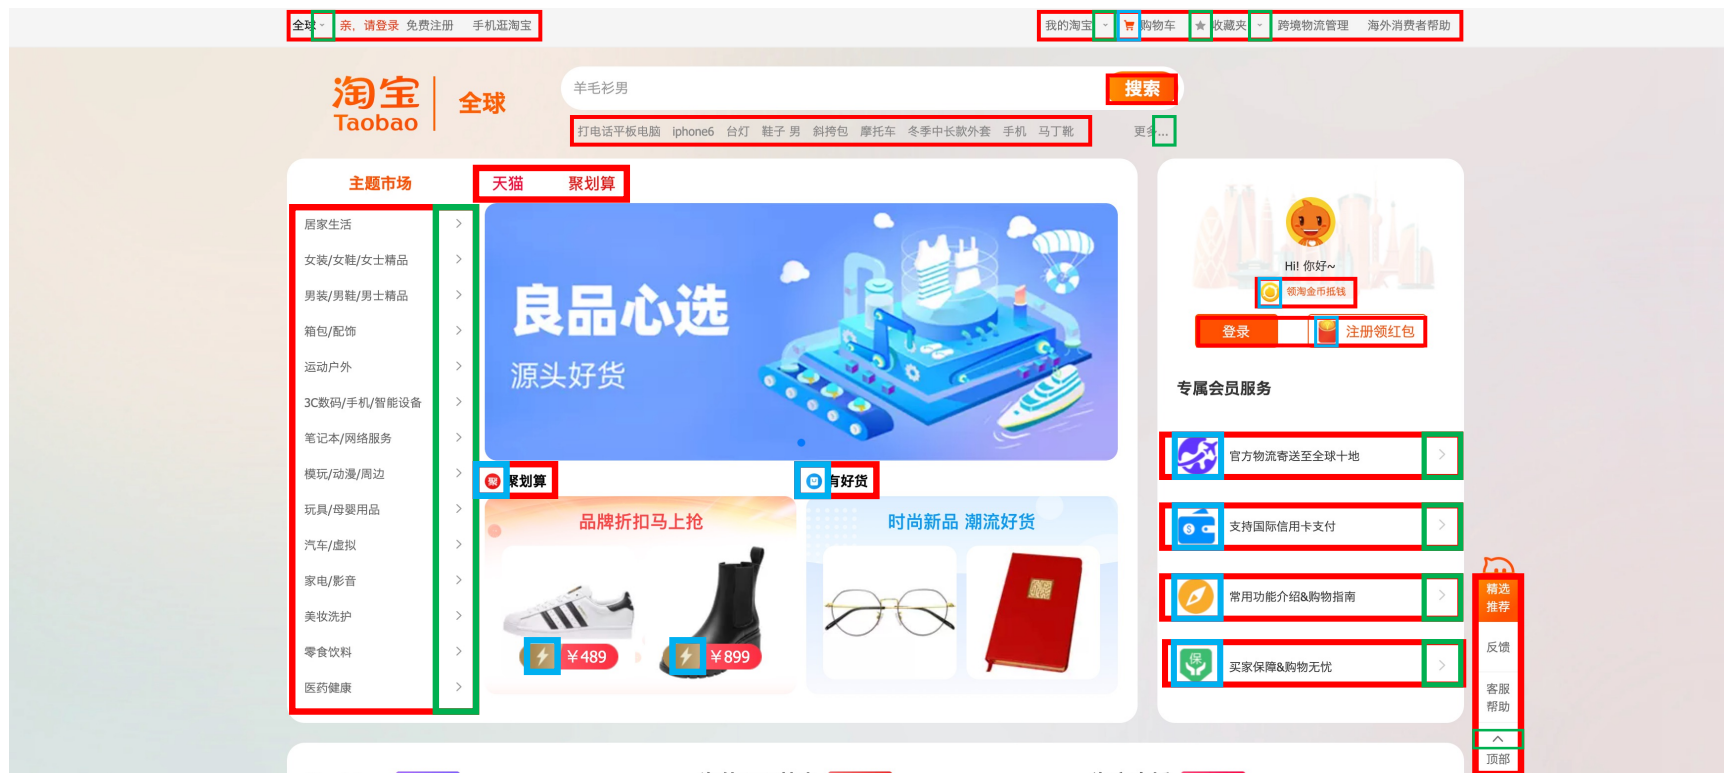 全球 亲，请登录 免费注册 手机逛淘宝 我的淘宝 购物车 收藏夹 跨境物流管理 海外消费者帮助
淘宝 全球
Taobao
羊毛衫男 搜索
打电话平板电脑 iphone6 台灯 鞋子 男 斜挎包 摩托车 冬季中长款外套 手机 马丁靴 更多...
主题市场 天猫 聚划算
居家生活
女装/女鞋/女士精品
男装/男鞋/男士精品
箱包/配饰
运动户外
3C数码/手机/智能设备
笔记本/网络服务
模玩/动漫/周边
玩具/母婴用品
汽车/虚拟
家电/影音
美妆洗护
零食饮料
医药健康
良品心选
源头好货
聚 聚划算
品牌折扣马上抢
￥489 ￥899
有好货
时尚新品 潮流好货
Hi! 你好~
领淘金币抵钱
登录 注册领红包
专属会员服务
官方物流寄送至全球十地
支持国际信用卡支付
常用功能介绍&购物指南
保 买家保障&购物无忧
精选
推荐
反馈
客服
帮助
顶部